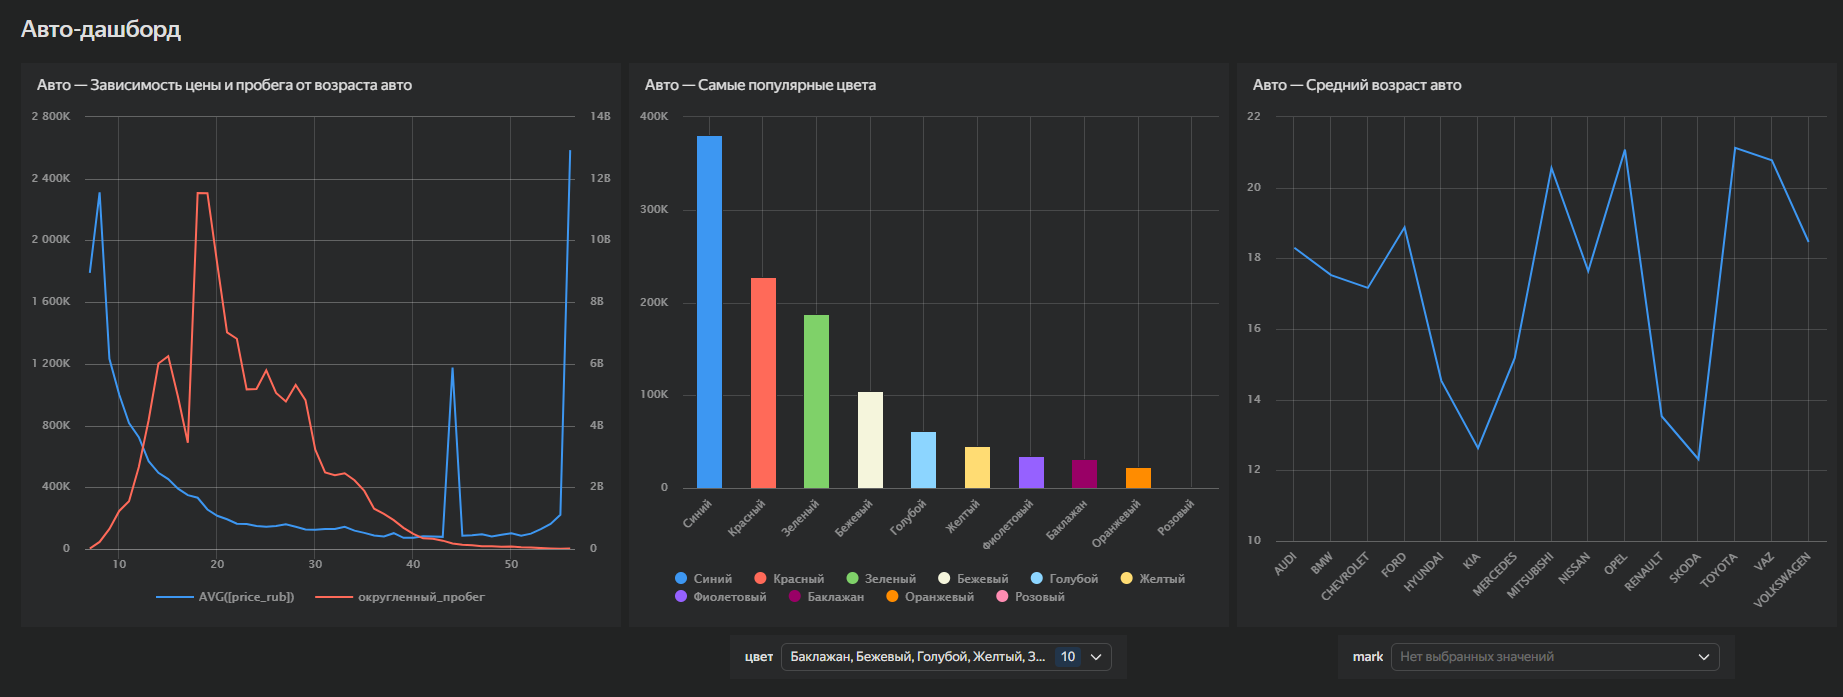 Авто-дашборд
Авто — Зависимость цены и пробега от возраста авто
2 800K
2 400K
2 000K
1 600K
1 200K
800K
400K
0
14B
12B
10B
8B
6B
4B
2B
0
10
20
30
40
50
AVG([price_rub])
округленный_пробег
Авто — Самые популярные цвета
400K
300K
200K
100K
0
Синий
Красный
Зеленый
Бежевый
Голубой
Желтый
Фиолетовый
Баклажан
Оранжевый
Розовый
Синий Красный Зеленый Бежевый Голубой Желтый
Фиолетовый Баклажан Оранжевый Розовый
цвет Баклажан, Бежевый, Голубой, Желтый, З... 10
Авто — Средний возраст авто
22
20
18
16
14
12
10
AUDI
BMW
CHEVROLET
FORD
HYUNDAI
KIA
MERCEDES
MITSUBISHI
NISSAN
OPEL
RENAULT
SKODA
TOYOTA
VAZ
VOLKSWAGEN
mark Нет выбранных значений